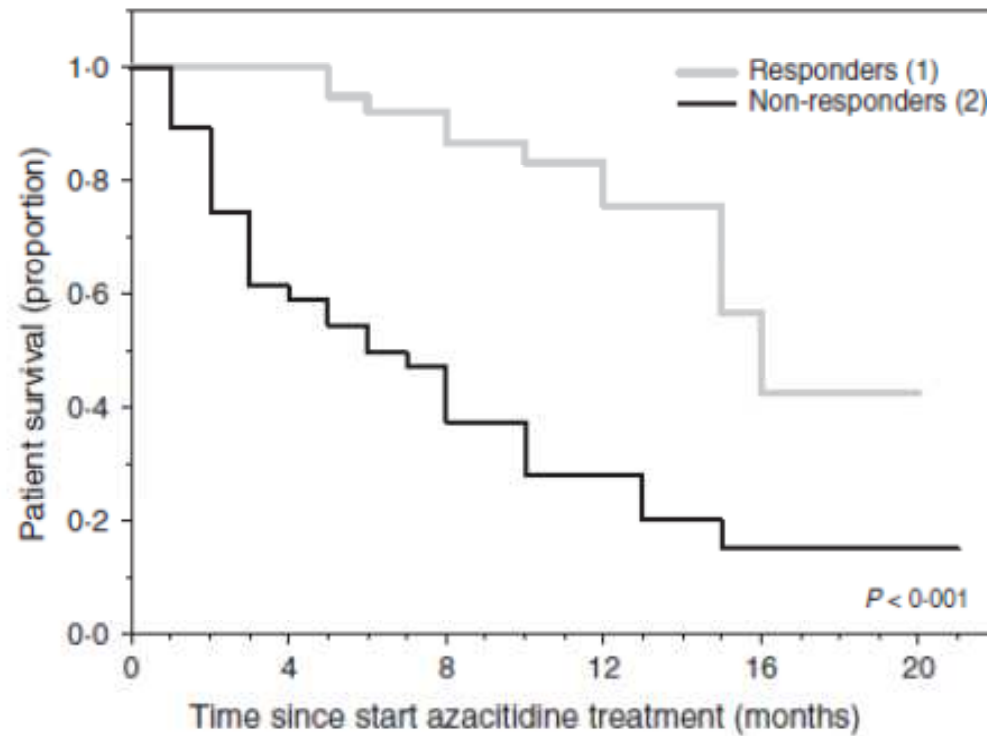 Responders (1)
Non-responders (2)
Patient survival (proportion)
1·0
0·8
0·6
0·4
0·2
0·0
P < 0·001
0 4 8 12 16 20
Time since start azacitidine treatment (months)